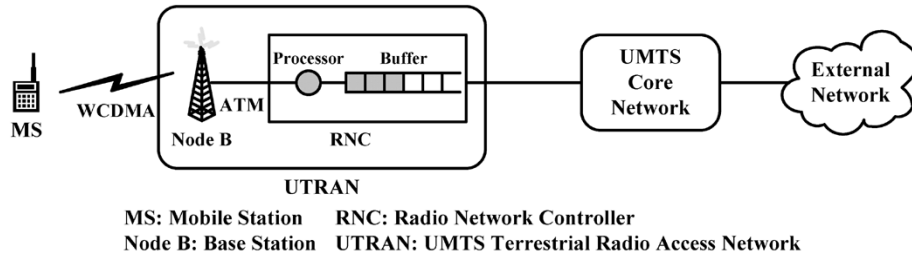 Processor Buffer
UMTS
Core
Network
External
Network
WCDMA
ATM
MS
Node B
RNC
UTRAN
MS: Mobile Station RNC: Radio Network Controller
Node B: Base Station UTRAN: UMTS Terrestrial Radio Access Network